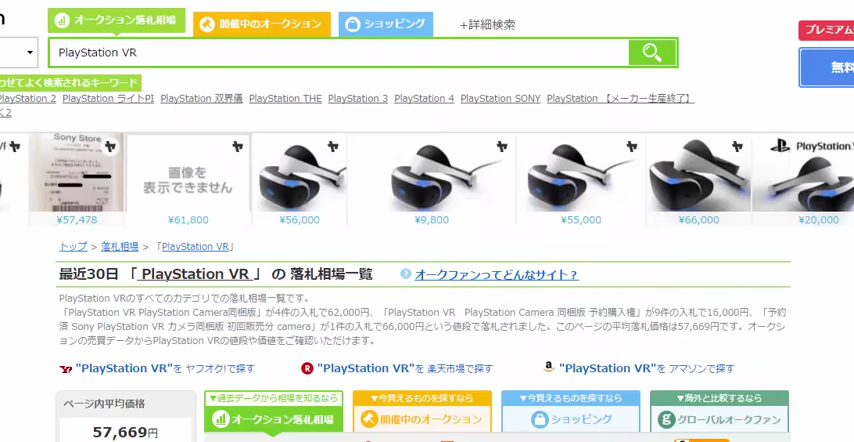 n
オークション落札相場
開催中のオークション
ショッピング
+詳細検索
プレミアム
PlayStation VR
無料
わせてよく検索されるキーワード
PlayStation 2 PlayStation ライトPI PlayStation 双界儀 PlayStation THE PlayStation 3 PlayStation 4 PlayStation SONY PlayStation 【メーカー生産終了】
く2
Sony Store
画像を
表示できません
PlayStation
¥57,478
¥61,800
¥56,000
¥9,800
¥55,000
¥66,000
¥20,000
トップ > 落札相場 > 「PlayStation VR」
最近30日 「 PlayStation VR 」 の 落札相場一覧
? オークファンってどんなサイト？
PlayStation VRのすべてのカテゴリでの落札相場一覧です。
「PlayStation VR PlayStation Camera同梱版」が4件の入札で62,000円、「PlayStation VR　PlayStation Camera 同梱版 予約購入権」が9件の入札で16,000円、「予約
済 Sony PlayStation VR カメラ同梱版 初回販売分 camera」が1件の入札で66,000円という値段で落札されました。このページの平均落札価格は57,669円です。オークシ
ョンの売買データからPlayStation VRの値段や価値をご確認いただけます。
"PlayStation VR"を ヤフオク!で探す
R "PlayStation VR"を 楽天市場で探す
a "PlayStation VR"を アマゾンで探す
ページ内平均価格
57,669円
▼過去データから相場を知るなら
オークション落札相場
▼今買えるものを探すなら
開催中のオークション
▼今買えるものを探すなら
ショッピング
▼海外と比較するなら
g グローバルオークファン